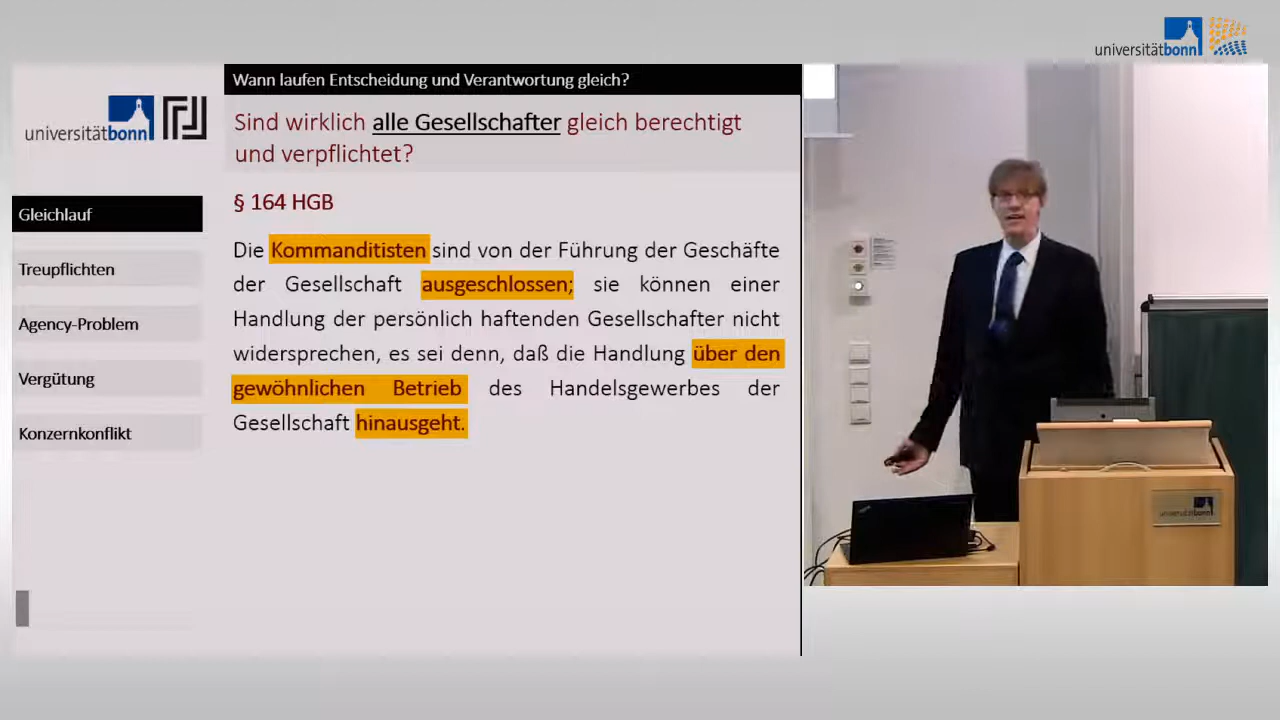 universitätbonn
Wann laufen Entscheidung und Verantwortung gleich?
universitätbonn
Sind wirklich alle Gesellschafter gleich berechtigt
und verpflichtet?
Gleichlauf
Treupflichten
Agency-Problem
Vergütung
Konzernkonflikt
§ 164 HGB
Die Kommanditisten sind von der Führung der Geschäfte
der Gesellschaft ausgeschlossen; sie können einer
Handlung der persönlich haftenden Gesellschafter nicht
widersprechen, es sei denn, daß die Handlung über den
gewöhnlichen Betrieb des Handelsgewerbes der
Gesellschaft hinausgeht.
universitätbonn